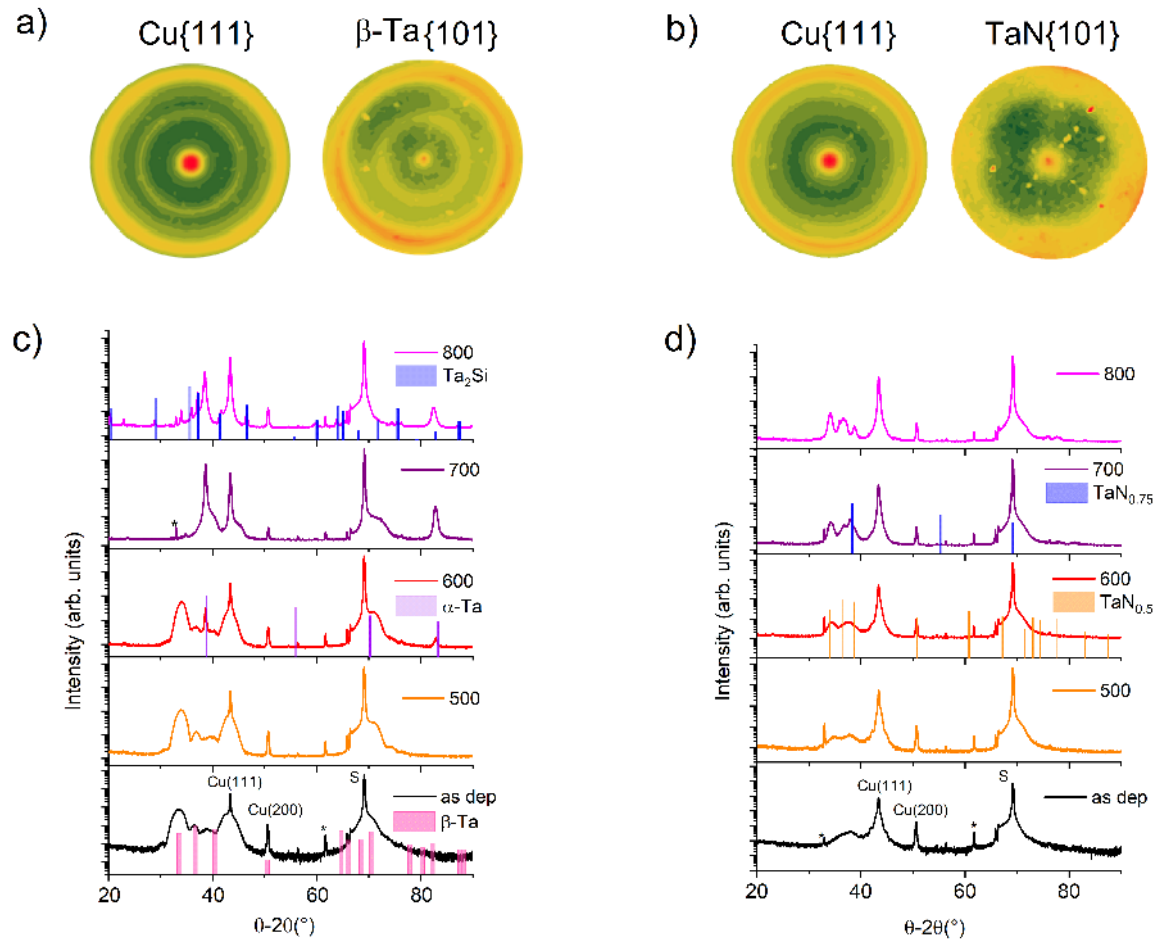 a)
Cu{111}
β-Ta{101}
b)
Cu{111}
TaN{101}
c)
Intensity (arb. units)
800
Ta₂Si
700
*
600
α-Ta
500
Cu(111)
Cu(200)
*
S
as dep
β-Ta
20 40 60 80
θ-2θ(°)
d)
Intensity (arb. units)
800
700
TaN₀.₇₅
600
TaN₀.₅
500
*
Cu(111)
Cu(200)
*
S
as dep
20 40 60 80
θ-2θ(°)